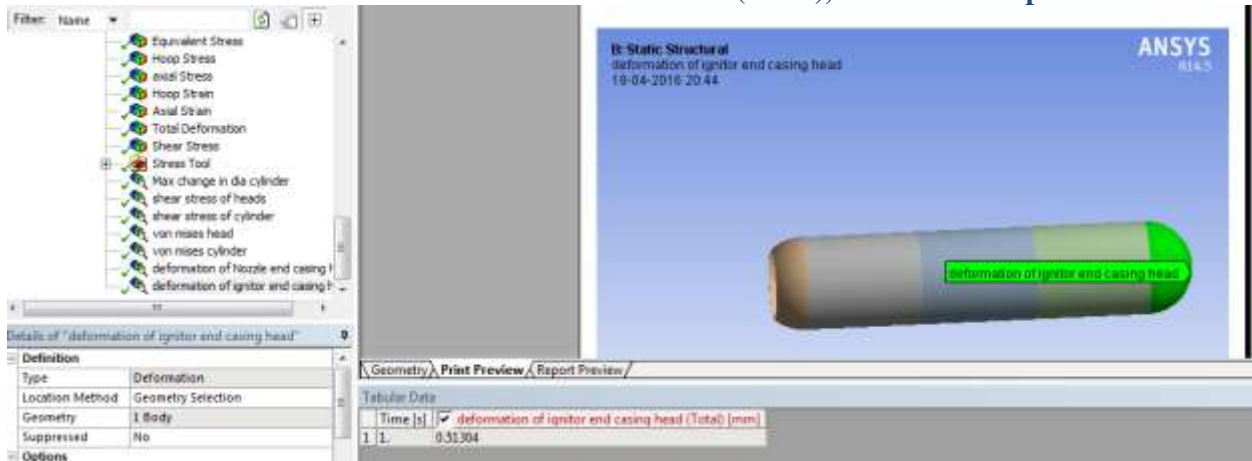 Filter: Name
Equivalent Stress
Hoop Stress
axial Stress
Hoop Strain
Axial Strain
Total Deformation
Shear Stress
Stress Tool
Max change in dia cylinder
shear stress of heads
shear stress of cylinder
von mises head
von mises cylinder
deformation of Nozzle end casing
deformation of ignitor end casing
Details of "deformation of ignitor end casing head"
Definition
Type Deformation
Location Method Geometry Selection
Geometry 1 Body
Suppressed No
Options
B: Static Structural
deformation of ignitor end casing head
18-04-2016 20:44
ANSYS
R14.5
deformation of ignitor end casing head
Geometry Print Preview Report Preview
Tabular Data
Time [s] deformation of ignitor end casing head (Total) [mm]
1 1. 0.51304